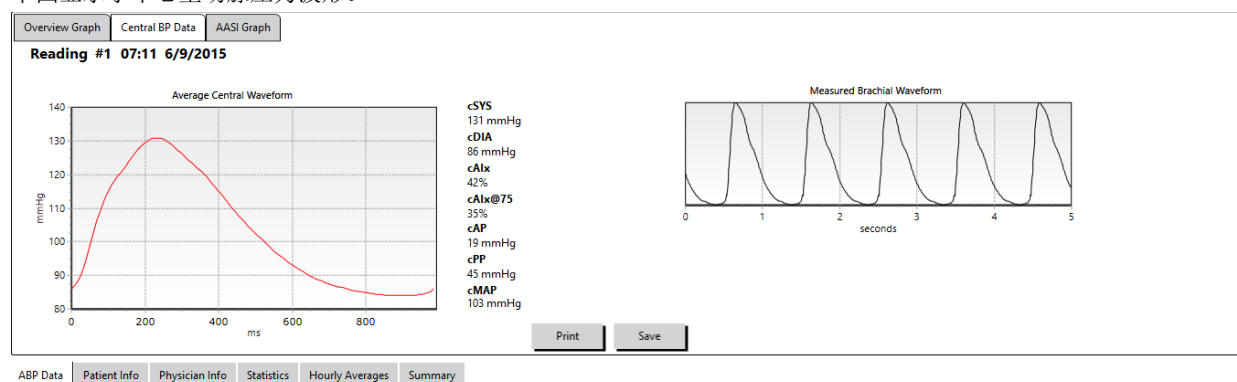 Overview Graph Central BP Data AASI Graph
Reading #1 07:11 6/9/2015
Average Central Waveform
140
130
120
110
100
90
80
mmHg
0 200 400 600 800
ms
cSYS
131 mmHg
cDIA
86 mmHg
cAIx
42%
cAIx@75
35%
cAP
19 mmHg
cPP
45 mmHg
cMAP
103 mmHg
Measured Brachial Waveform
0 1 2 3 4 5
seconds
Print Save
ABP Data Patient Info Physician Info Statistics Hourly Averages Summary